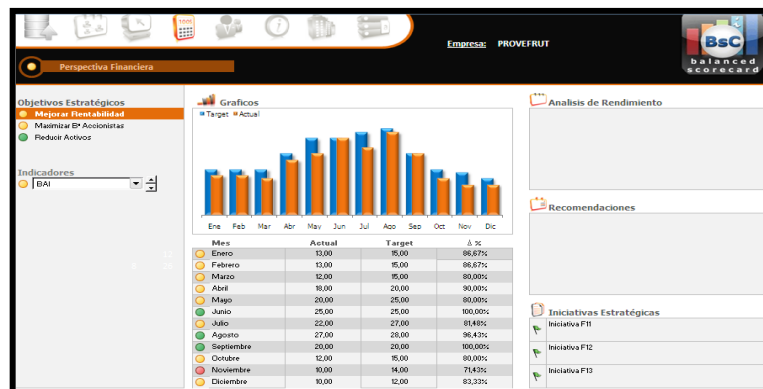 Empresa: PROVEFRUT
BSC
balanced
scorecard
Perspectiva Financiera
Objetivos Estratégicos
Mejorar Rentabilidad
Maximizar Bº Accionistas
Reducir Activos
Indicadores
BAI
Graficos
Target Actual
Ene Feb Mar Abr May Jun Jul Ago Sep Oct Nov Dic
Mes Actual Target Δ %
Enero 13,00 15,00 86,67%
Febrero 13,00 15,00 86,67%
Marzo 12,00 15,00 80,00%
Abril 18,00 20,00 90,00%
Mayo 20,00 25,00 80,00%
Junio 25,00 25,00 100,00%
Julio 22,00 27,00 81,48%
Agosto 27,00 28,00 96,43%
Septiembre 20,00 20,00 100,00%
Octubre 12,00 15,00 80,00%
Noviembre 10,00 14,00 71,43%
Diciembre 10,00 12,00 83,33%
Analisis de Rendimiento
Recomendaciones
Iniciativas Estratégicas
Iniciativa F11
Iniciativa F12
Iniciativa F13